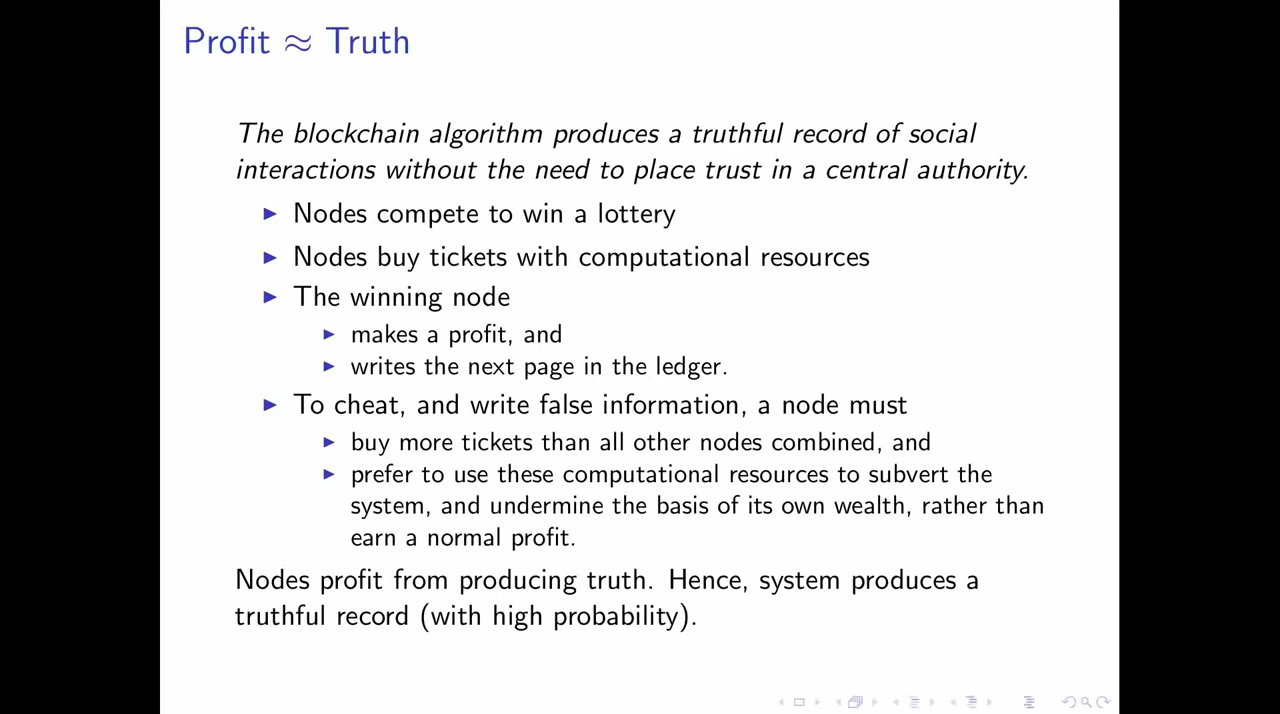 Profit ≈ Truth
The blockchain algorithm produces a truthful record of social
interactions without the need to place trust in a central authority.
Nodes compete to win a lottery
Nodes buy tickets with computational resources
The winning node
makes a profit, and
writes the next page in the ledger.
To cheat, and write false information, a node must
buy more tickets than all other nodes combined, and
prefer to use these computational resources to subvert the
system, and undermine the basis of its own wealth, rather than
earn a normal profit.
Nodes profit from producing truth. Hence, system produces a
truthful record (with high probability).